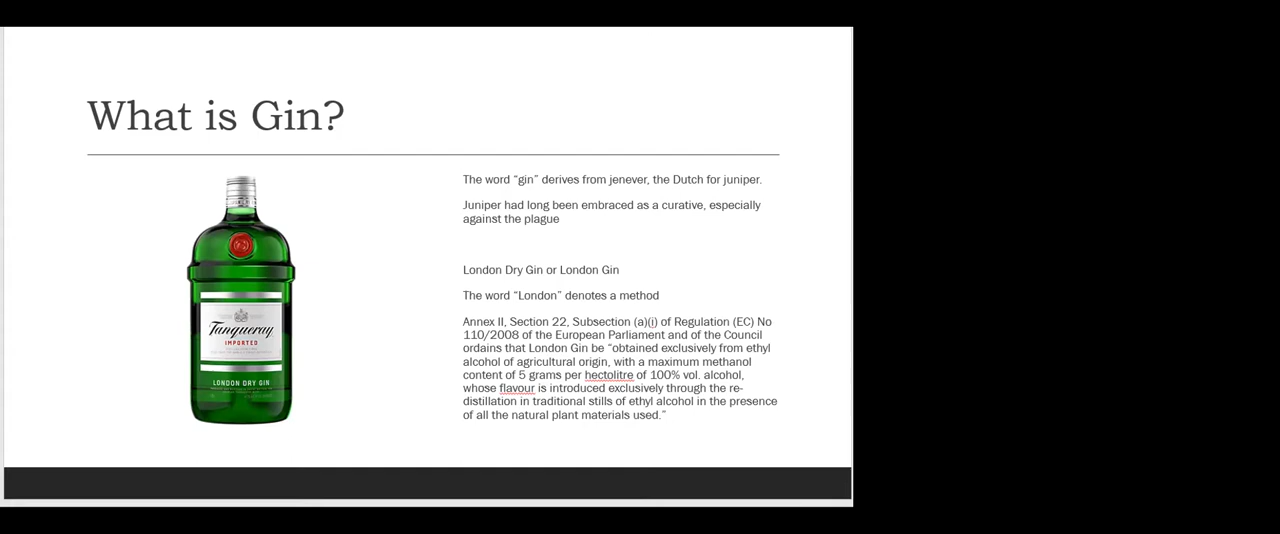 What is Gin?
The word “gin” derives from jenever, the Dutch for juniper.
Juniper had long been embraced as a curative, especially
against the plague
London Dry Gin or London Gin
The word “London” denotes a method
Annex II, Section 22, Subsection (a)(i) of Regulation (EC) No
110/2008 of the European Parliament and of the Council
ordains that London Gin be “obtained exclusively from ethyl
alcohol of agricultural origin, with a maximum methanol
content of 5 grams per hectolitre of 100% vol. alcohol,
whose flavour is introduced exclusively through the re-
distillation in traditional stills of ethyl alcohol in the presence
of all the natural plant materials used.”
Tanqueray
IMPORTED
LONDON DRY GIN